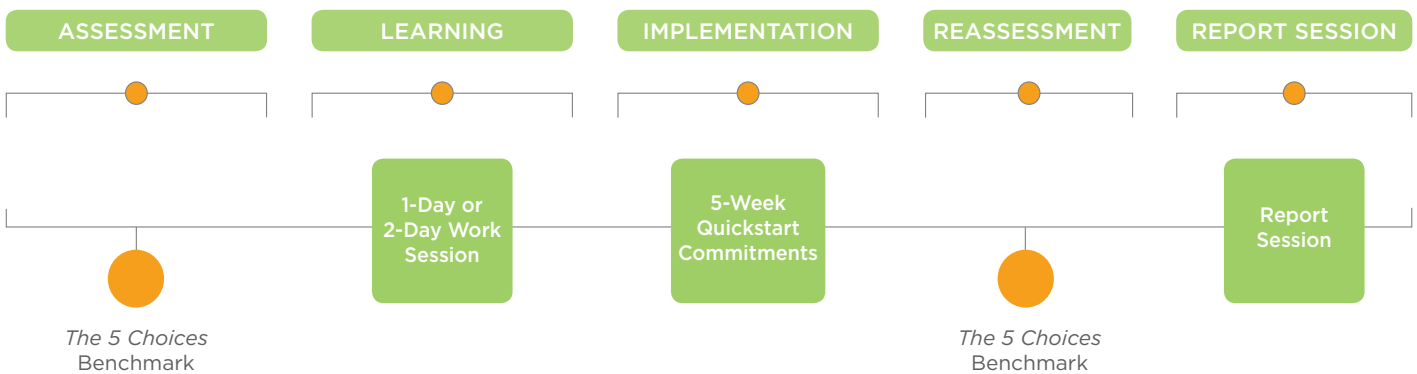 ASSESSMENT
LEARNING
IMPLEMENTATION
REASSESSMENT
REPORT SESSION
1-Day or
2-Day Work
Session
5-Week
Quickstart
Commitments
Report
Session
The 5 Choices
Benchmark
The 5 Choices
Benchmark